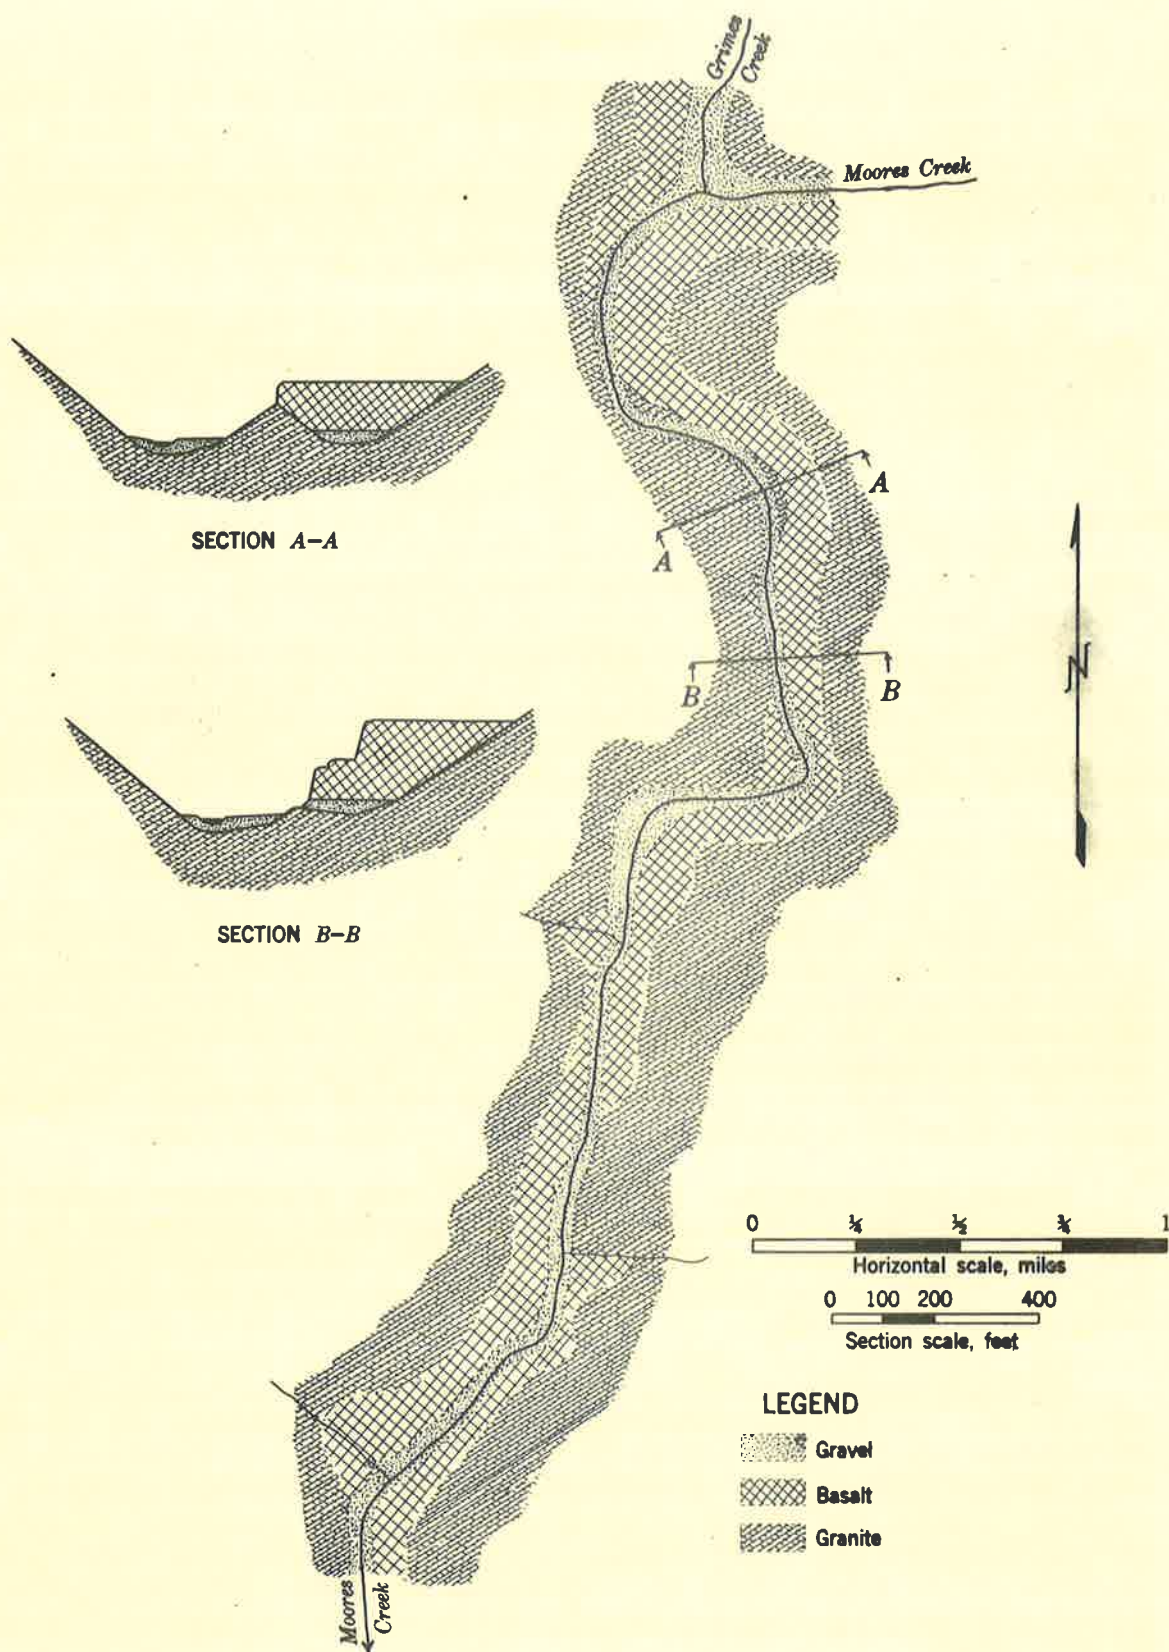 Grimes
Creek
Moores Creek
A
A
SECTION A–A
B
B
N
SECTION B–B
0 ¼ ½ ¾ 1
Horizontal scale, miles
0 100 200 400
Section scale, feet
LEGEND
Gravel
Basalt
Granite
Moores
Creek